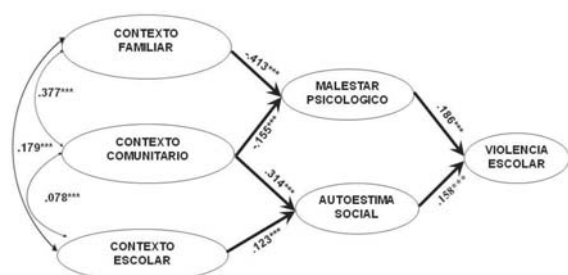 CONTEXTO
FAMILIAR
-.413***
MALESTAR
PSICOLOGICO
.377***
-.155***
.186***
.179***
CONTEXTO
COMUNITARIO
VIOLENCIA
ESCOLAR
.314***
.078***
AUTOESTIMA
SOCIAL
.158***
.123***
CONTEXTO
ESCOLAR